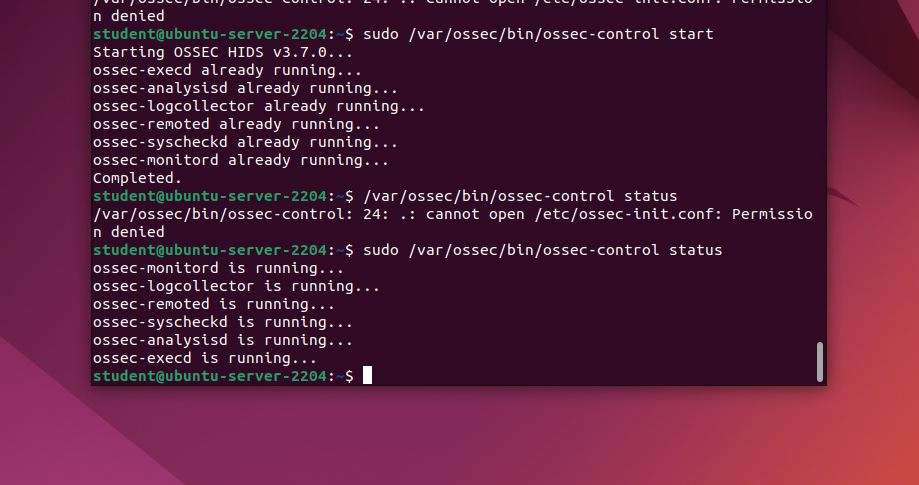 /var/ossec/bin/ossec-control: 24: .: cannot open /etc/ossec-init.conf: Permissio
n denied
student@ubuntu-server-2204:~$ sudo /var/ossec/bin/ossec-control start
Starting OSSEC HIDS v3.7.0...
ossec-execd already running...
ossec-analysisd already running...
ossec-logcollector already running...
ossec-remoted already running...
ossec-syscheckd already running...
ossec-monitord already running...
Completed.
student@ubuntu-server-2204:~$ /var/ossec/bin/ossec-control status
/var/ossec/bin/ossec-control: 24: .: cannot open /etc/ossec-init.conf: Permissio
n denied
student@ubuntu-server-2204:~$ sudo /var/ossec/bin/ossec-control status
ossec-monitord is running...
ossec-logcollector is running...
ossec-remoted is running...
ossec-syscheckd is running...
ossec-analysisd is running...
ossec-execd is running...
student@ubuntu-server-2204:~$